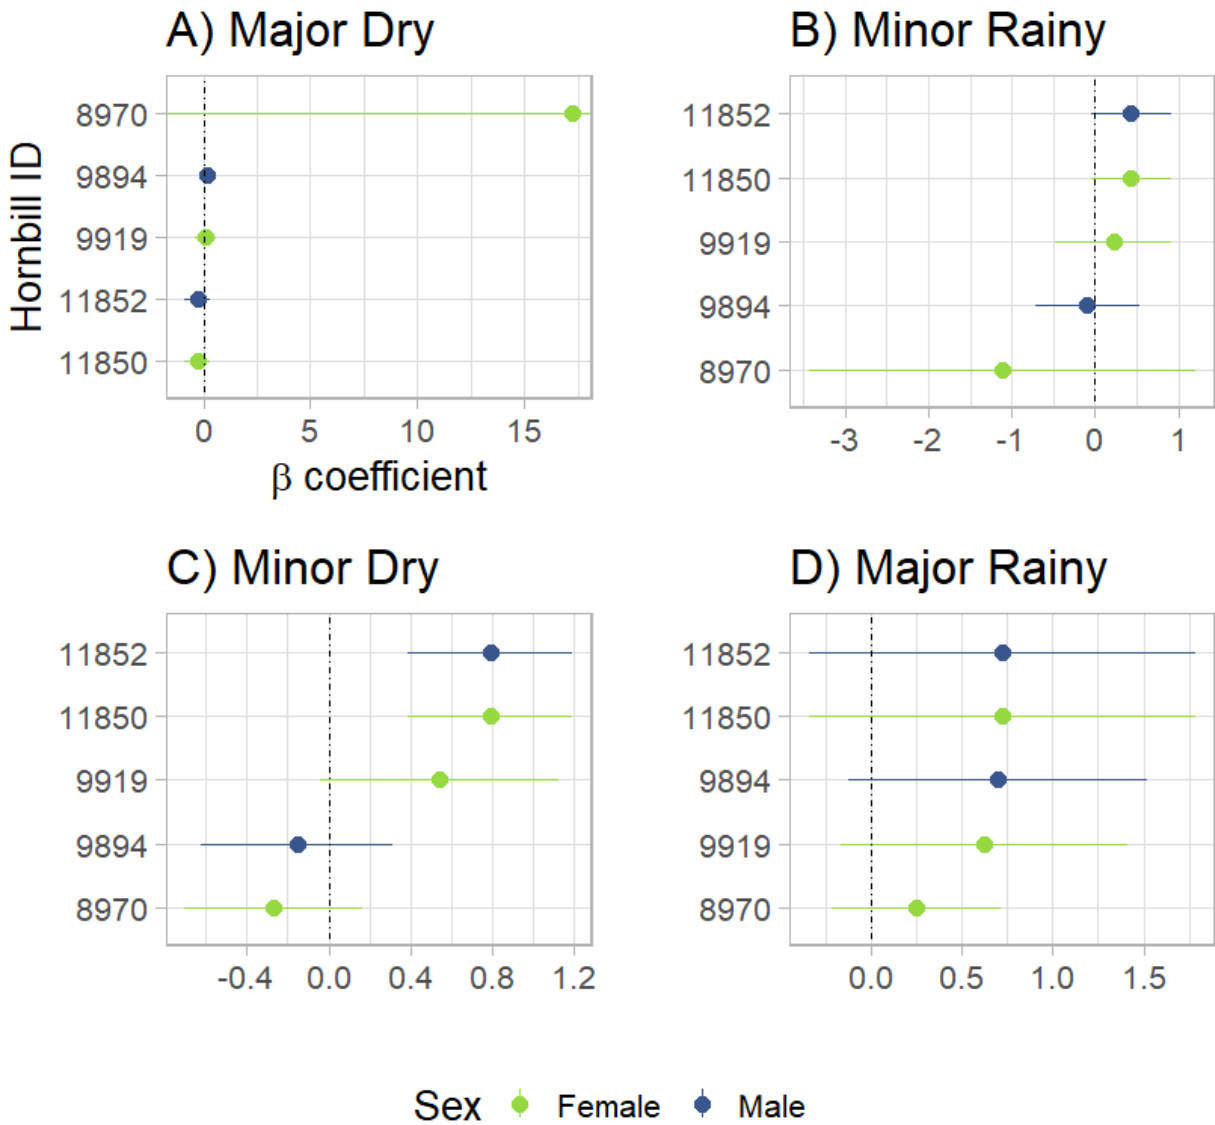 A) Major Dry
Hornbill ID
8970
9894
9919
11852
11850
0 5 10 15
β coefficient
B) Minor Rainy
11852
11850
9919
9894
8970
-3 -2 -1 0 1
C) Minor Dry
11852
11850
9919
9894
8970
-0.4 0.0 0.4 0.8 1.2
D) Major Rainy
11852
11850
9894
9919
8970
0.0 0.5 1.0 1.5
Sex Female Male